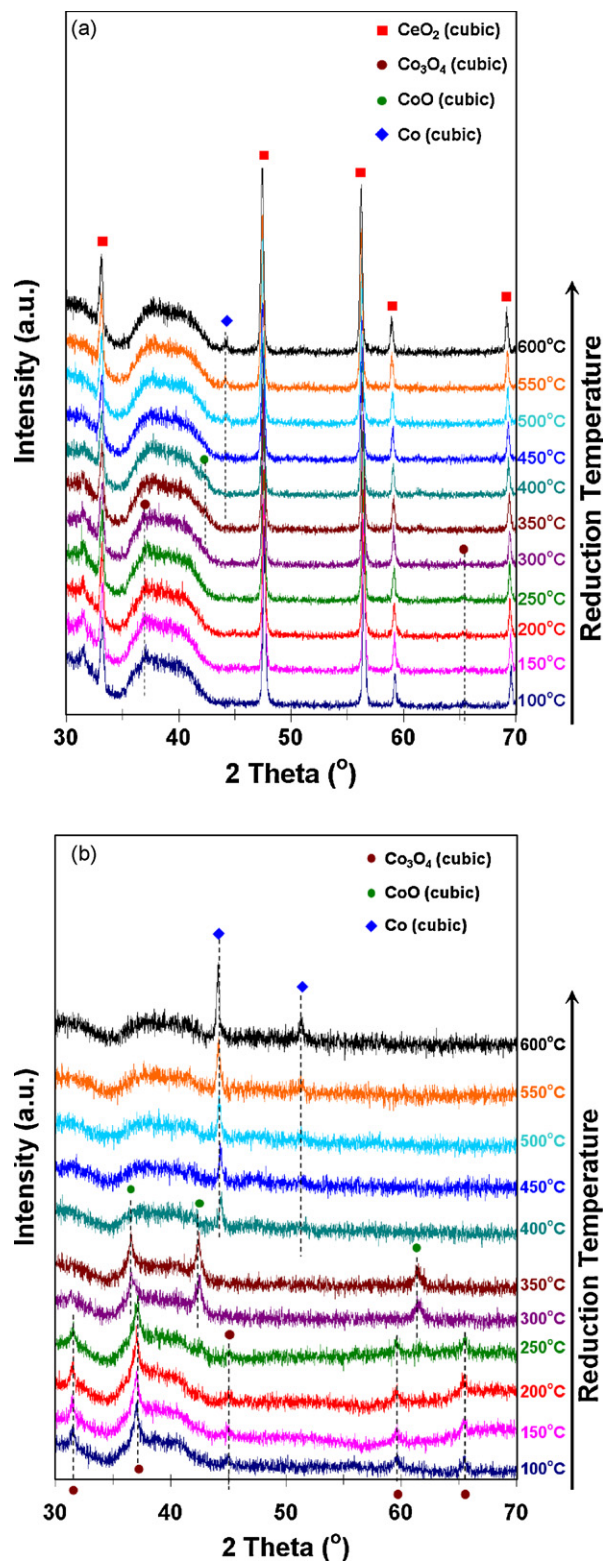 (a)
CeO₂ (cubic)
Co₃O₄ (cubic)
CoO (cubic)
Co (cubic)
Intensity (a.u.)
600°C
550°C
500°C
450°C
400°C
350°C
300°C
250°C
200°C
150°C
100°C
Reduction Temperature
30 40 50 60 70
2 Theta (°)
(b)
Co₃O₄ (cubic)
CoO (cubic)
Co (cubic)
Intensity (a.u.)
600°C
550°C
500°C
450°C
400°C
350°C
300°C
250°C
200°C
150°C
100°C
Reduction Temperature
30 40 50 60 70
2 Theta (°)